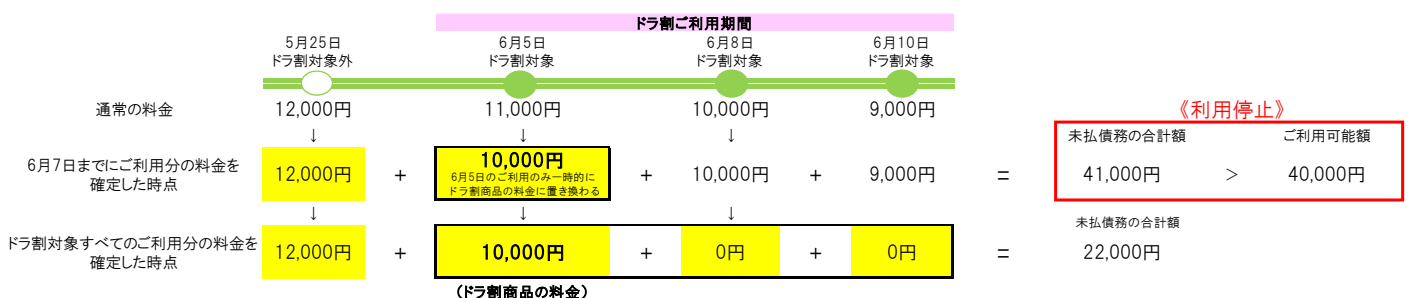 ドラ割ご利用期間
5月25日 6月5日 6月8日 6月10日
ドラ割対象外 ドラ割対象 ドラ割対象 ドラ割対象
通常の料金 12,000円 11,000円 10,000円 9,000円
《利用停止》
↓ ↓ ↓
未払債務の合計額 ご利用可能額
6月7日までにご利用分の料金を
確定した時点
12,000円 + 10,000円 + 10,000円 + 9,000円 = 41,000円 > 40,000円
6月5日のご利用のみ一時的に
ドラ割商品の料金に置き換わる
↓ ↓ ↓
未払債務の合計額
ドラ割対象すべてのご利用分の料金を
確定した時点
12,000円 + 10,000円 + 0円 + 0円 = 22,000円
(ドラ割商品の料金)